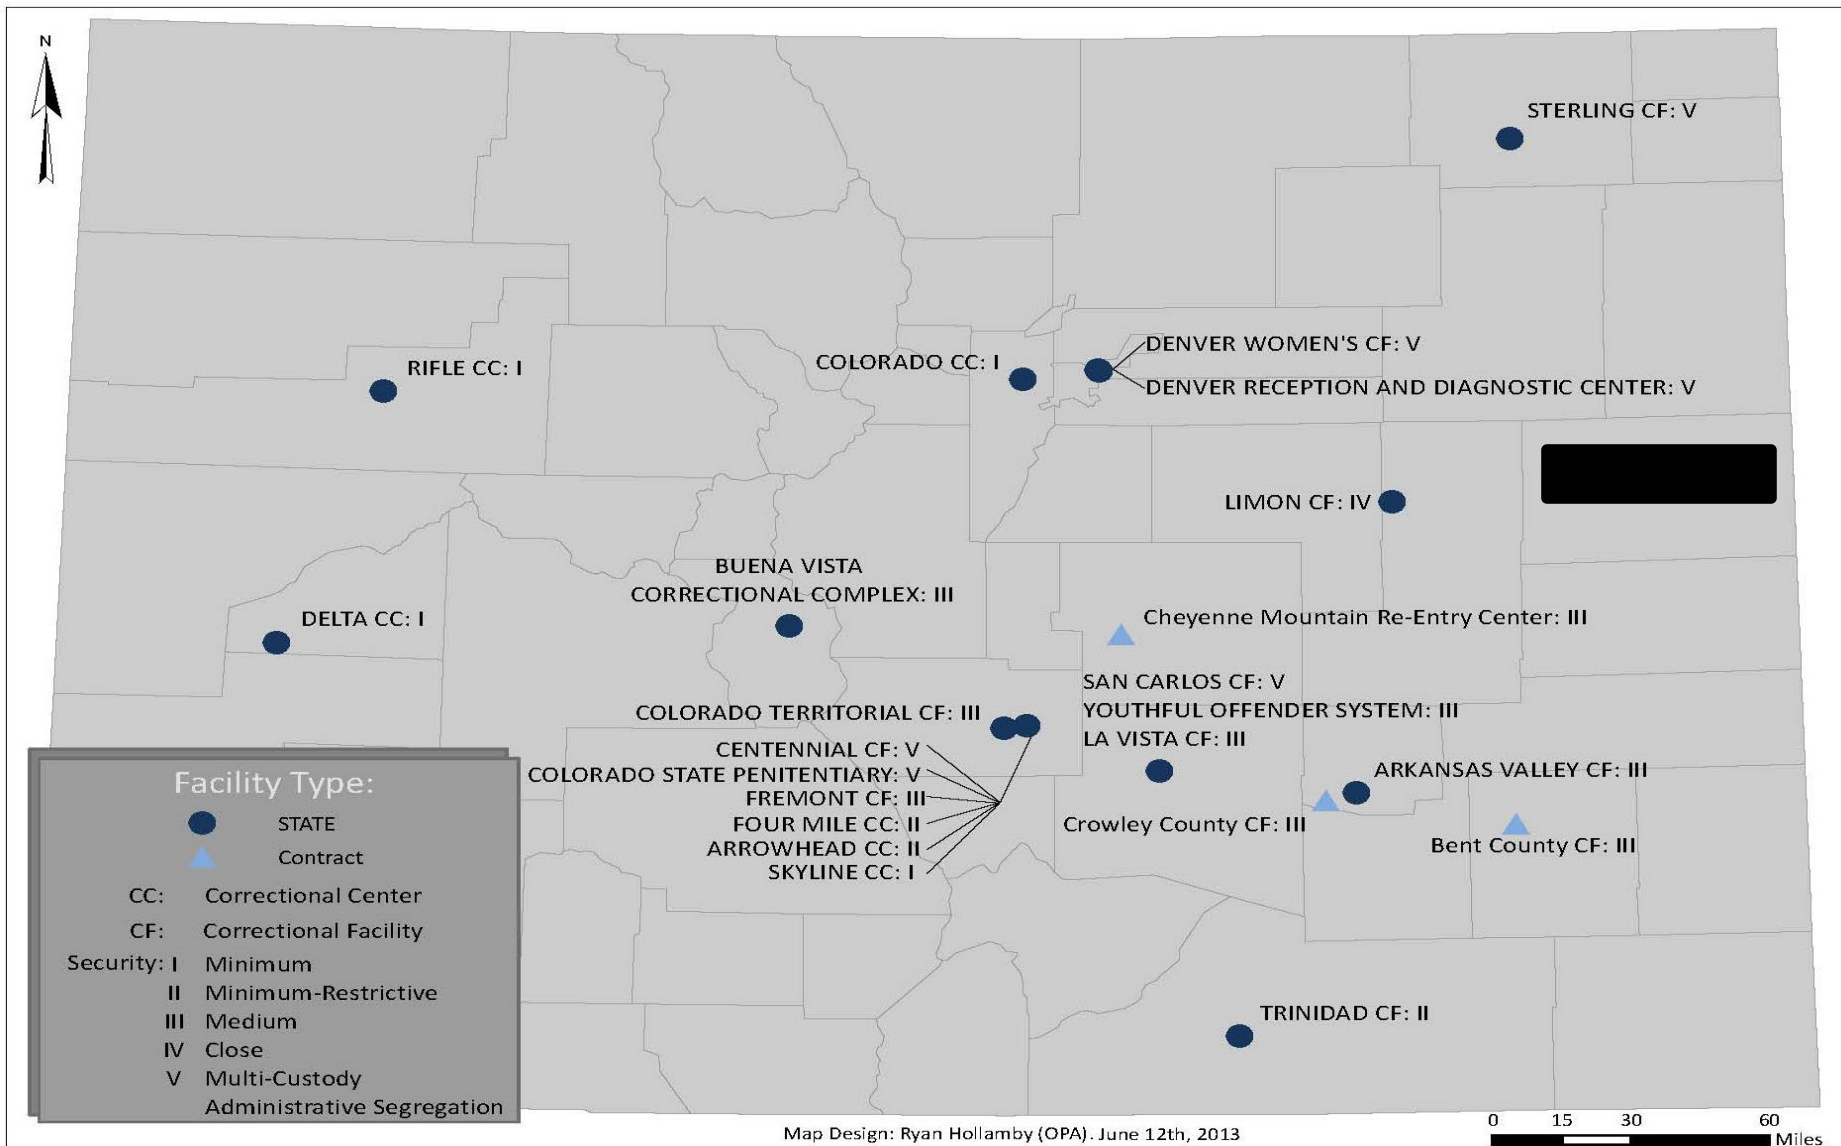 N
STERLING CF: V
DENVER WOMEN'S CF: V
COLORADO CC: I
RIFLE CC: I
DENVER RECEPTION AND DIAGNOSTIC CENTER: V
LIMON CF: IV
BUENA VISTA
CORRECTIONAL COMPLEX: III
DELTA CC: I
Cheyenne Mountain Re-Entry Center: III
SAN CARLOS CF: V
YOUTHFUL OFFENDER SYSTEM: III
LA VISTA CF: III
COLORADO TERRITORIAL CF: III
CENTENNIAL CF: V
COLORADO STATE PENITENTIARY: V
FREMONT CF: III
FOUR MILE CC: II
ARROWHEAD CC: II
SKYLINE CC: I
ARKANSAS VALLEY CF: III
Crowley County CF: III
Bent County CF: III
TRINIDAD CF: II
Facility Type:
STATE
Contract
CC: Correctional Center
CF: Correctional Facility
Security: I Minimum
II Minimum-Restrictive
III Medium
IV Close
V Multi-Custody
Administrative Segregation
Map Design: Ryan Hollamby (OPA). June 12th, 2013
0 15 30 60
Miles